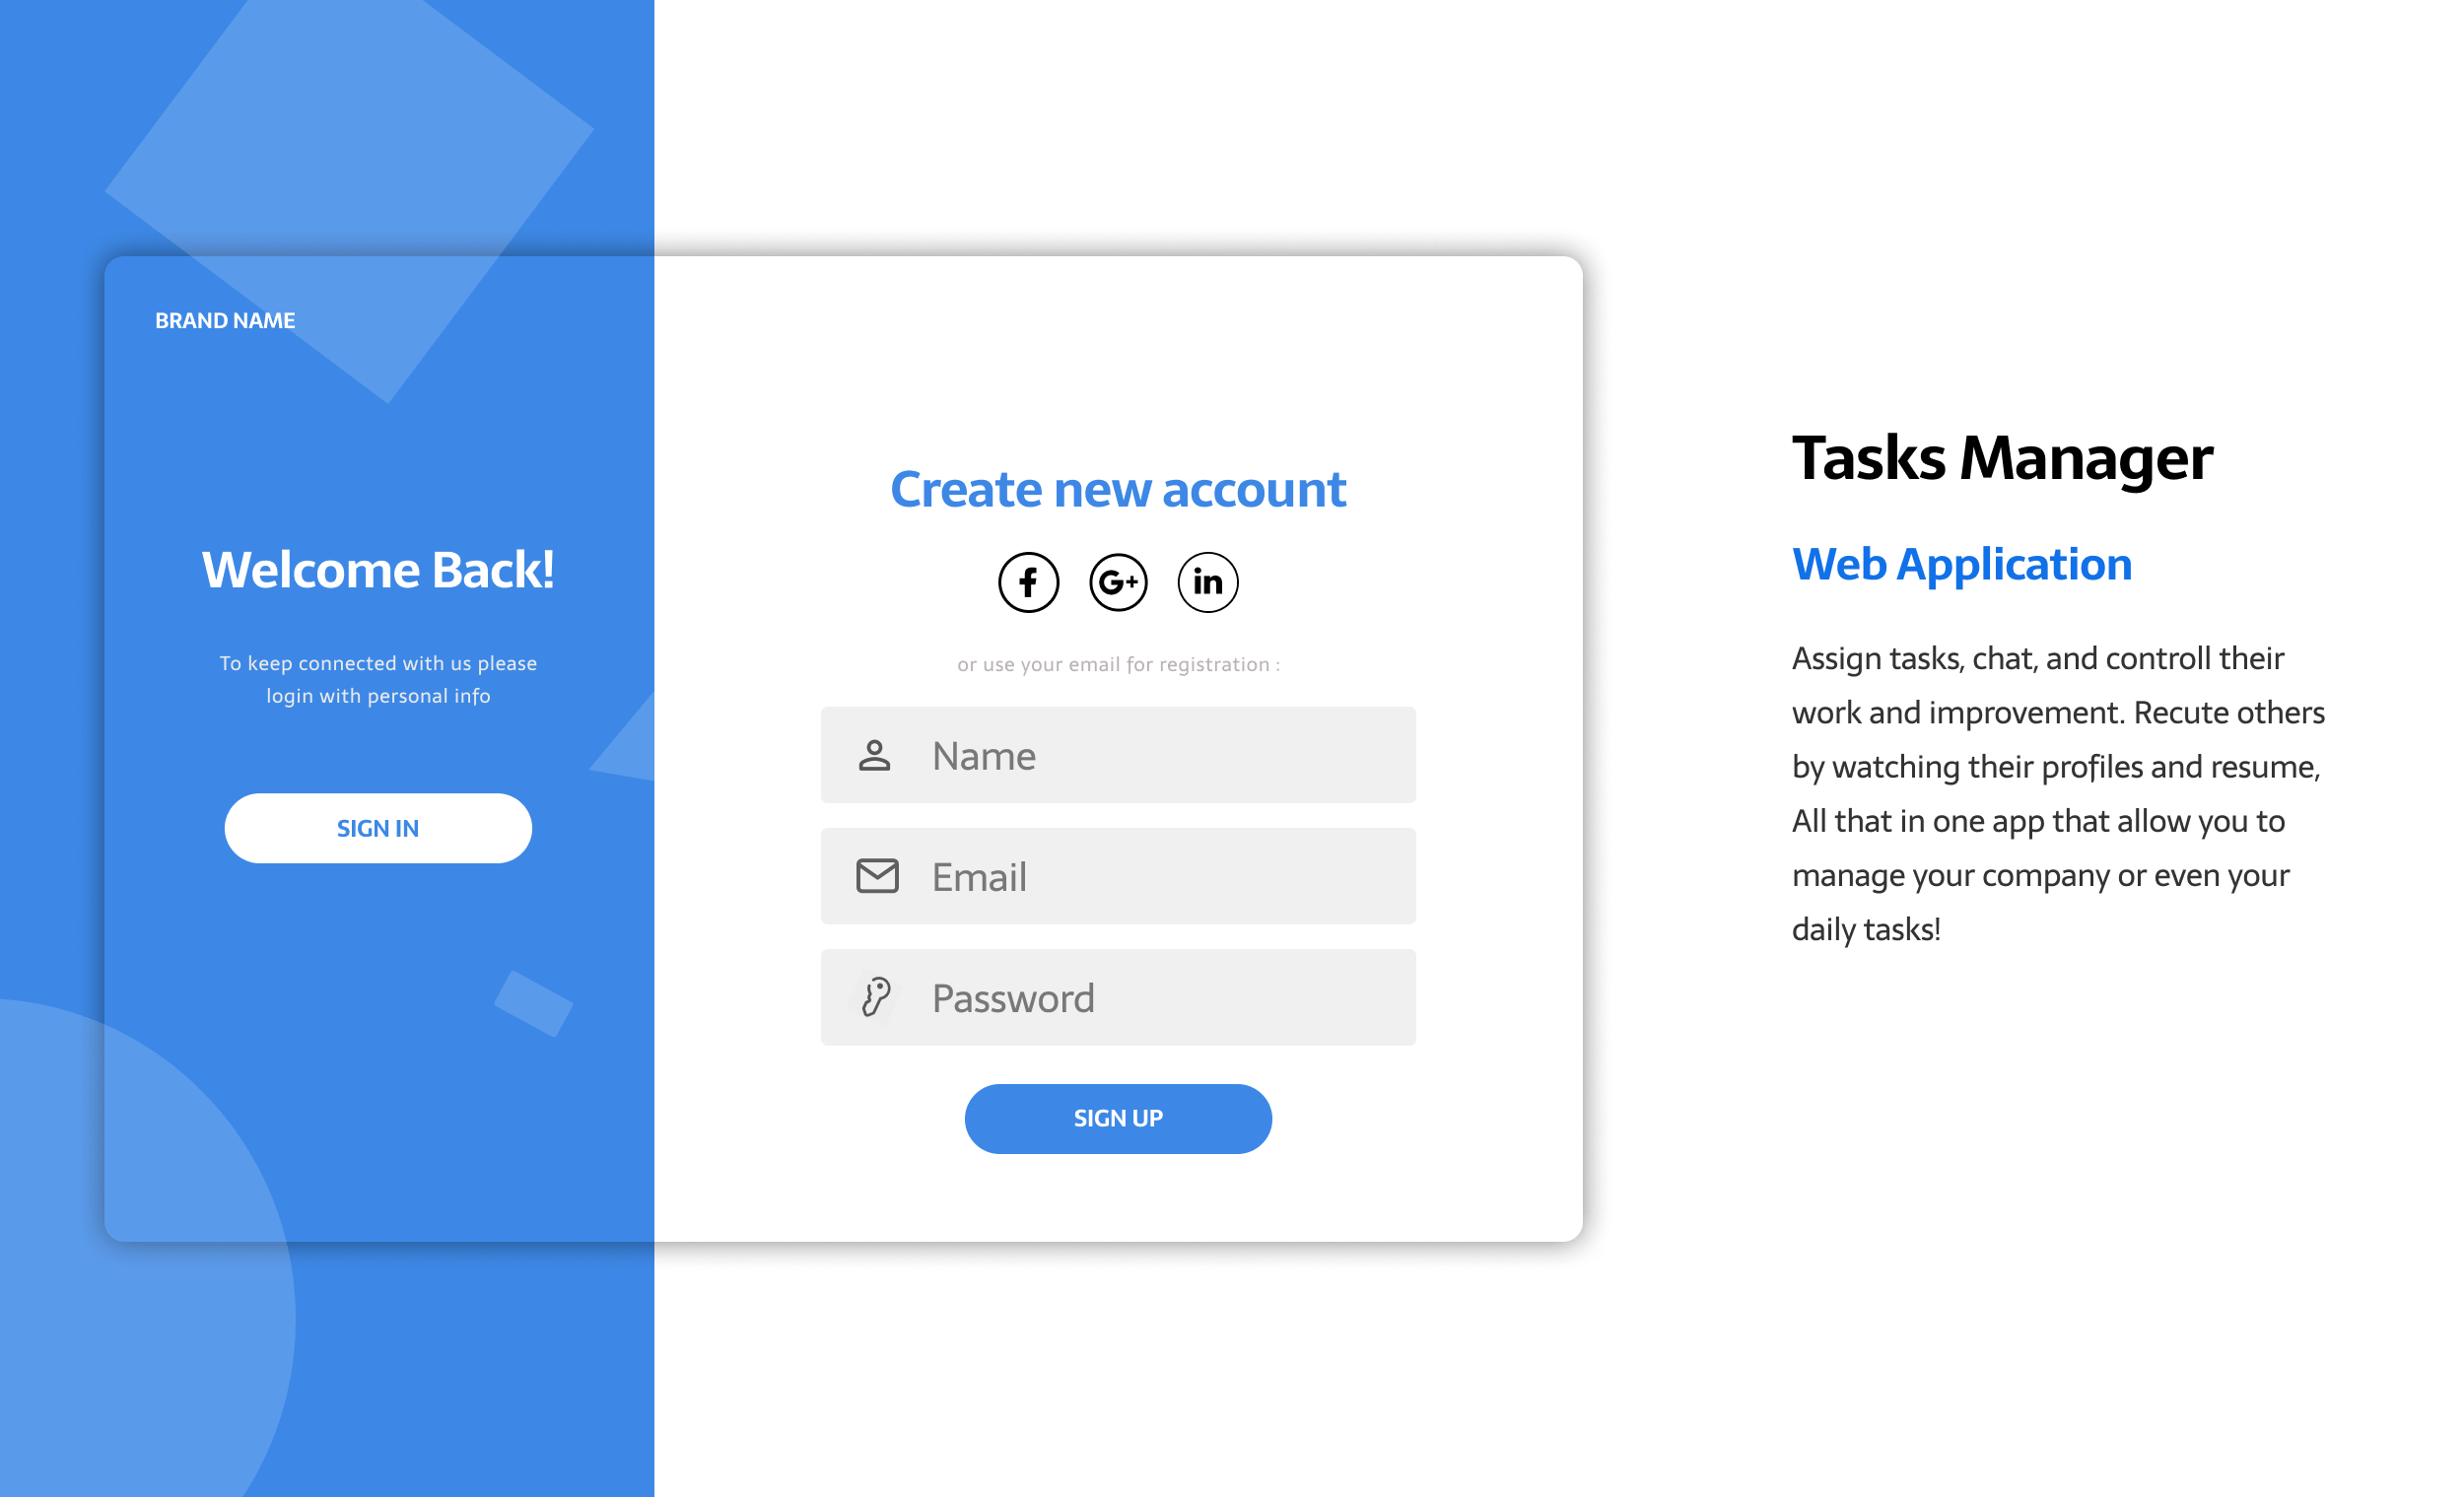 BRAND NAME
Welcome Back!
To keep connected with us please
login with personal info
SIGN IN
Create new account
f
G+
in
or use your email for registration :
Name
Email
Password
SIGN UP
Tasks Manager
Web Application
Assign tasks, chat, and controll their
work and improvement. Recute others
by watching their profiles and resume,
All that in one app that allow you to
manage your company or even your
daily tasks!